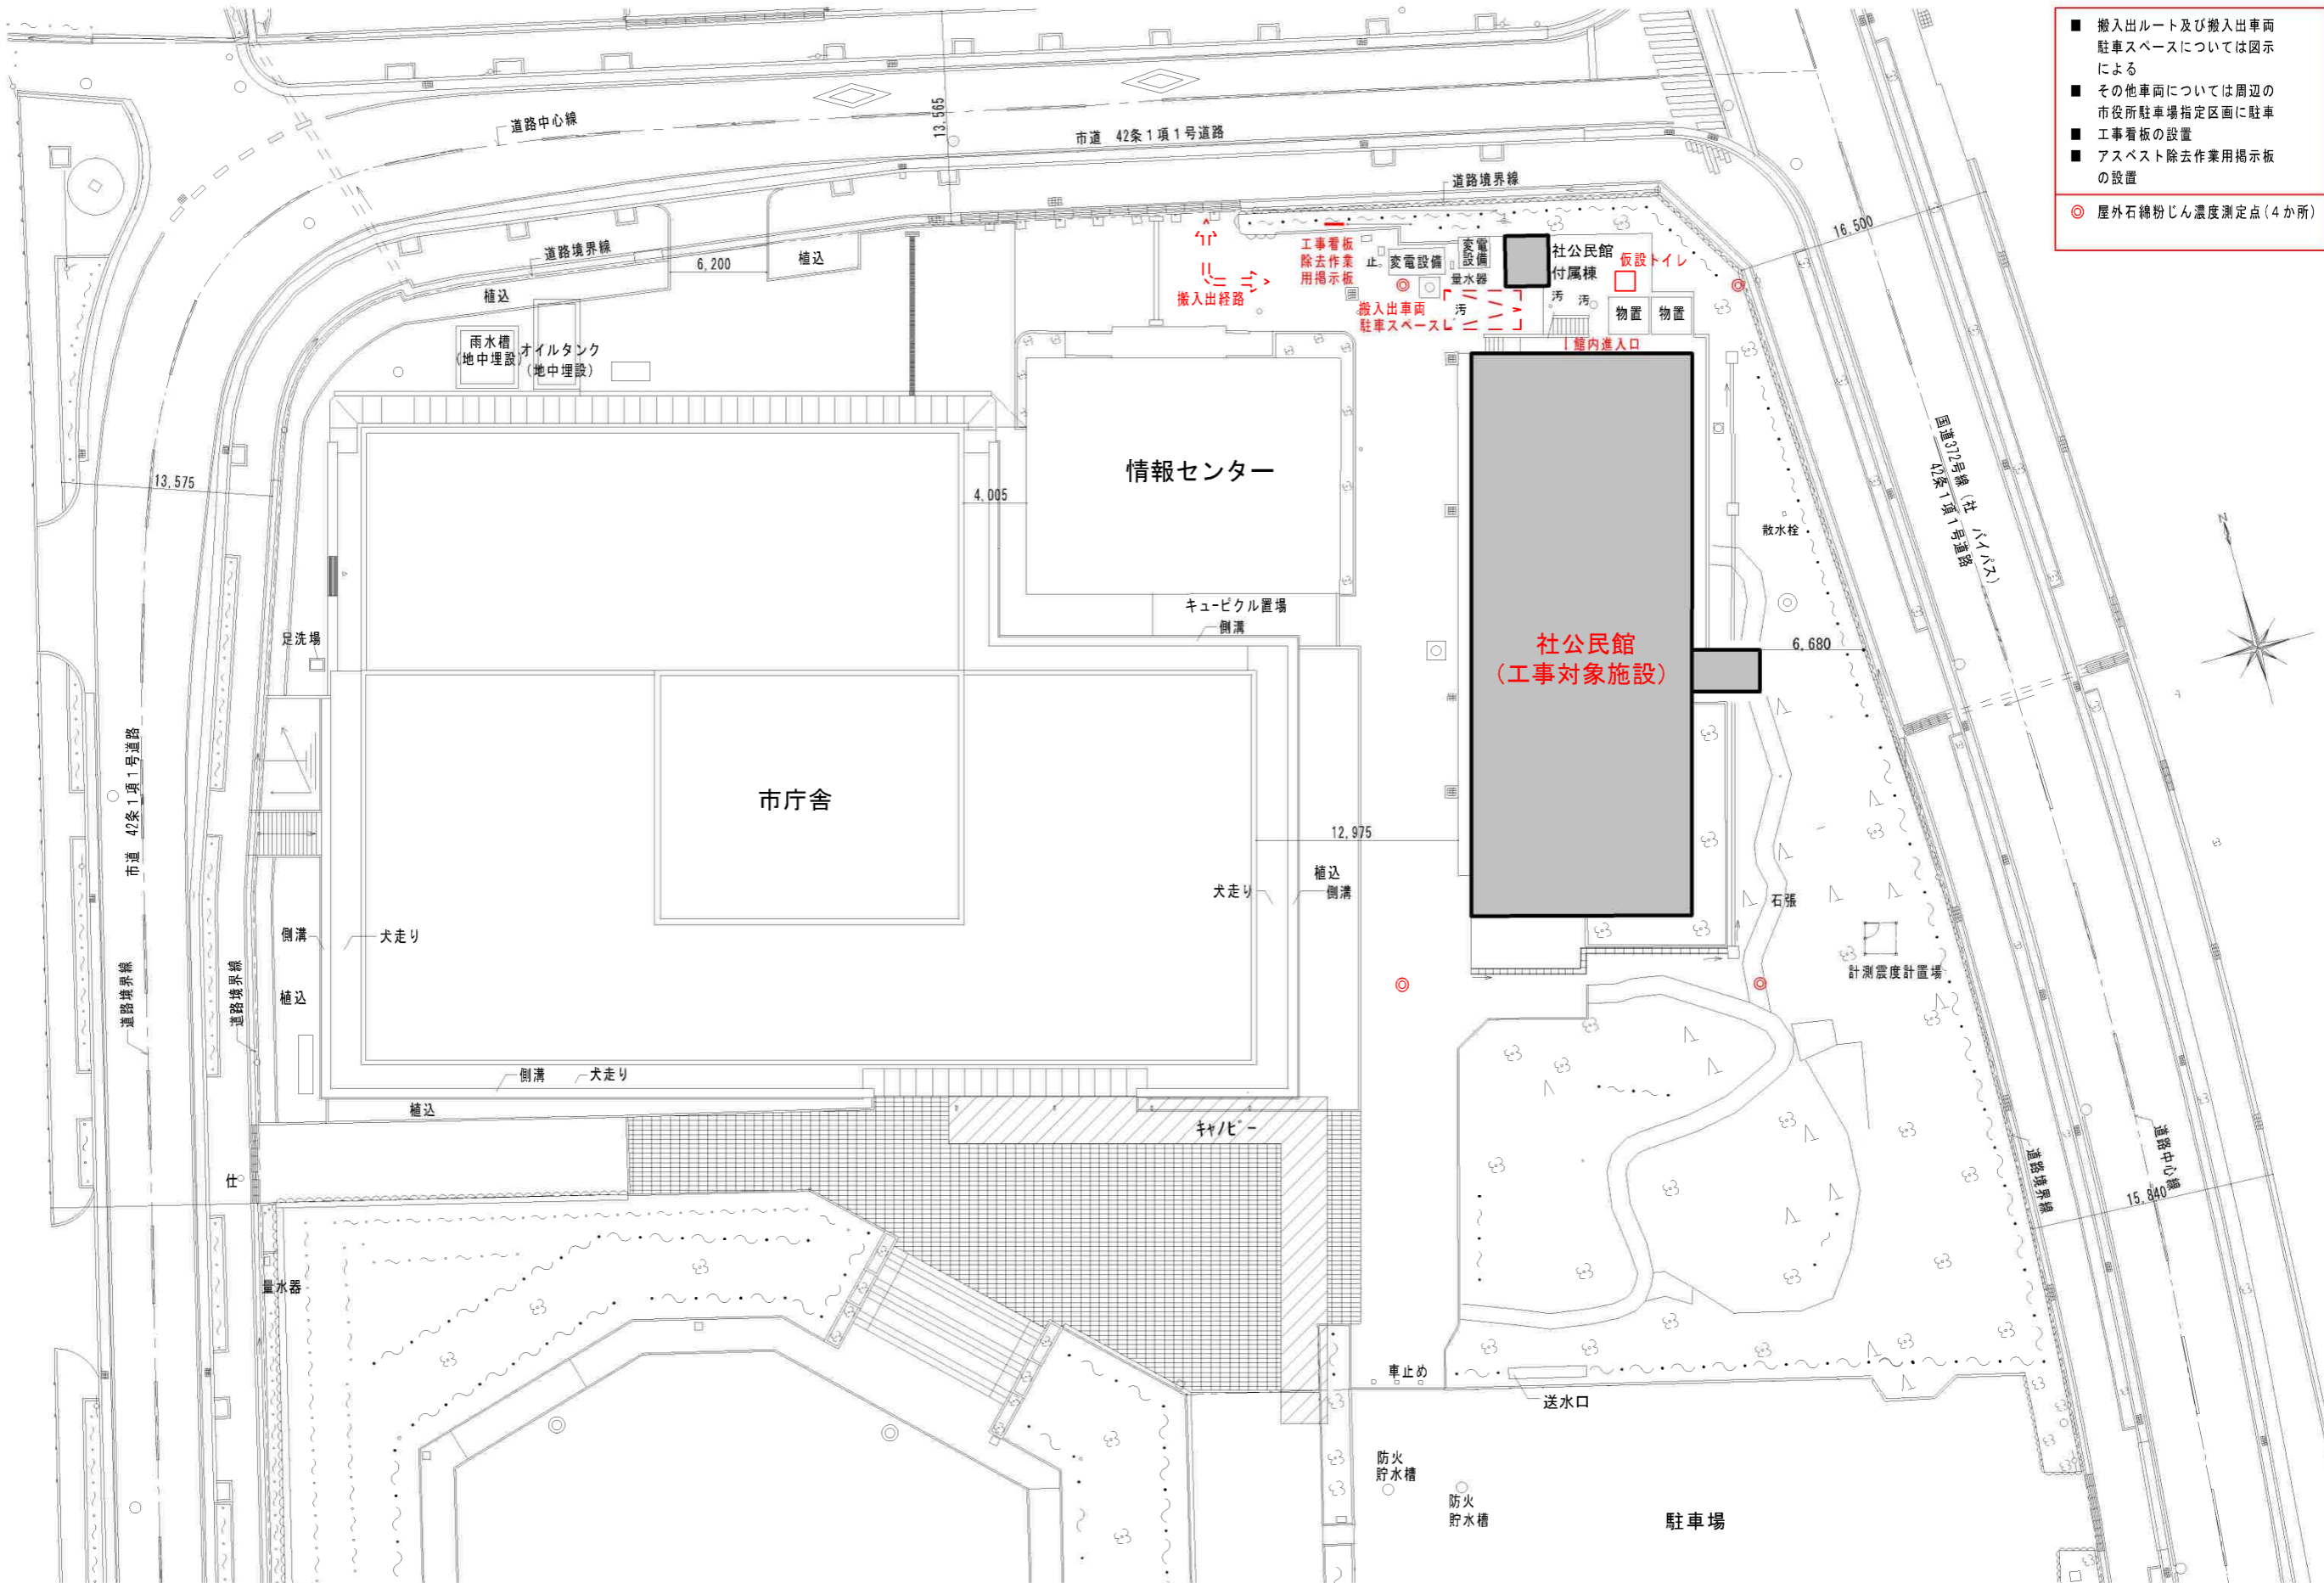 ■ 搬入出ルート及び搬入出車両
駐車スペースについては図示
による
■ その他車両については周辺の
市役所駐車場指定区画に駐車
■ 工事看板の設置
■ アスベスト除去作業用掲示板
の設置
◎ 屋外石綿粉じん濃度測定点(4か所)
道路中心線
13,565
市道 42条1項1号道路
道路境界線
16,500
道路境界線
6,200
植込
植込
搬入出経路
工事看板
除去作業
用掲示板
止
変電設備
変電
設備
量水器
社公民館
付属棟
仮設トイレ
汚
汚
汚
物置
物置
搬入出車両
駐車スペース
↓館内進入口
雨水槽
(地中埋設)
オイルタンク
(地中埋設)
13,575
4,005
情報センター
国道372号線(社 バイパス)
42条1項1号道路
散水栓
N
キュービクル置場
側溝
足洗場
社公民館
(工事対象施設)
6,680
市道 42条1項1号道路
市庁舎
12,975
植込
犬走り
側溝
石張
側溝
犬走り
計測震度計置場
道路境界線
道路境界線
植込
側溝
犬走り
植込
キャノピー
仕
道路中心線
道路境界線
15,840
量水器
車止め
送水口
防火
貯水槽
防火
貯水槽
駐車場